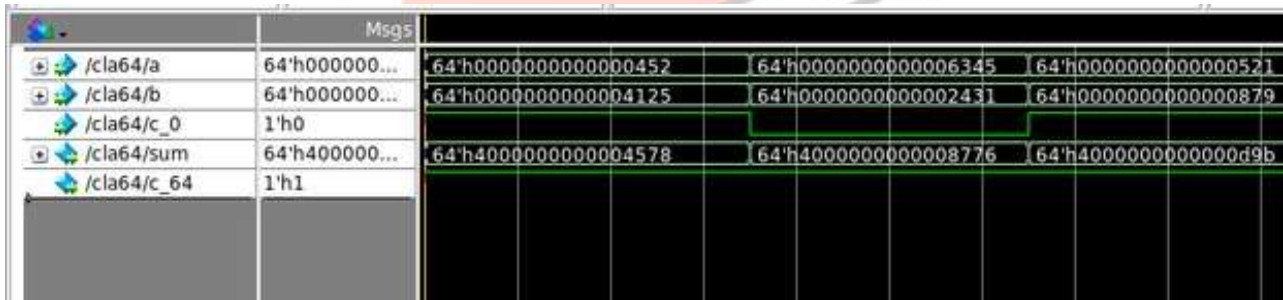 Msgs
/cla64/a 64'h000000... 64'h0000000000000452 64'h0000000000006345 64'h0000000000000521
/cla64/b 64'h000000... 64'h0000000000004125 64'h0000000000002431 64'h0000000000000879
/cla64/c_0 1'h0
/cla64/sum 64'h400000... 64'h4000000000004578 64'h4000000000008776 64'h4000000000000d9b
/cla64/c_64 1'h1